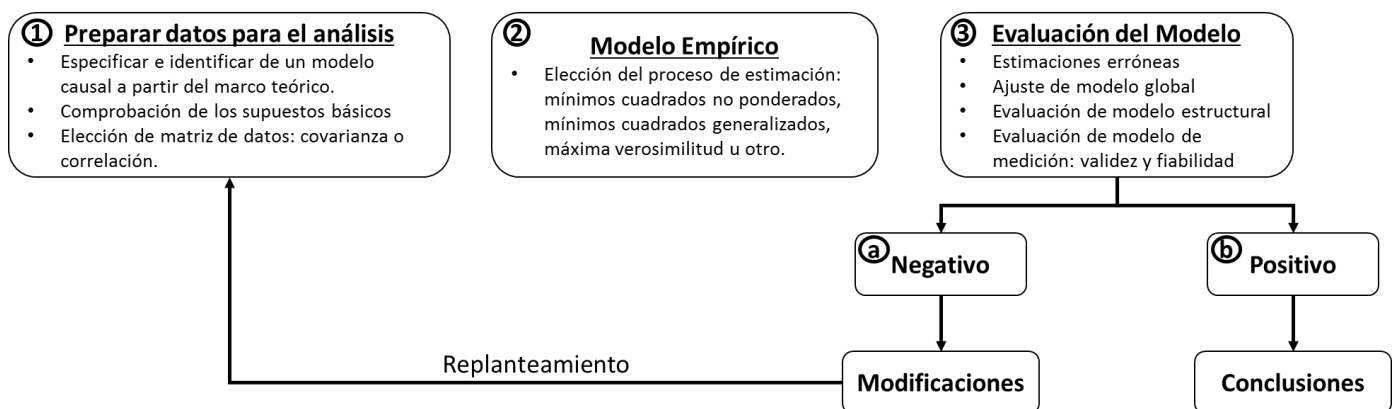 1 Preparar datos para el análisis
• Especificar e identificar de un modelo
causal a partir del marco teórico.
• Comprobación de los supuestos básicos
• Elección de matriz de datos: covarianza o
correlación.
2 Modelo Empírico
• Elección del proceso de estimación:
mínimos cuadrados no ponderados,
mínimos cuadrados generalizados,
máxima verosimilitud u otro.
3 Evaluación del Modelo
• Estimaciones erróneas
• Ajuste de modelo global
• Evaluación de modelo estructural
• Evaluación de modelo de
medición: validez y fiabilidad
a Negativo
b Positivo
Replanteamiento
Modificaciones
Conclusiones